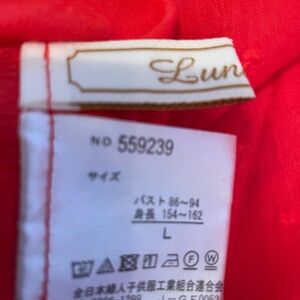 Lun
NO 559239
サイズ
バスト 86~94
身長 154~162
L
F W
全日本婦人子供服工業組合連合会